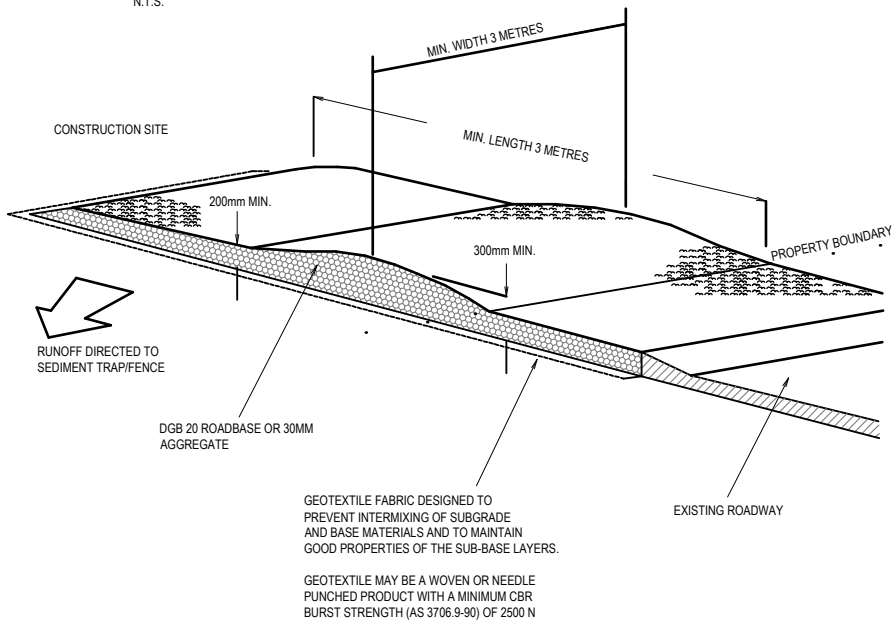 N.T.S.
MIN. WIDTH 3 METRES
CONSTRUCTION SITE
MIN. LENGTH 3 METRES
200mm MIN.
300mm MIN.
PROPERTY BOUNDARY
RUNOFF DIRECTED TO
SEDIMENT TRAP/FENCE
DGB 20 ROADBASE OR 30MM
AGGREGATE
GEOTEXTILE FABRIC DESIGNED TO
PREVENT INTERMIXING OF SUBGRADE
AND BASE MATERIALS AND TO MAINTAIN
GOOD PROPERTIES OF THE SUB-BASE LAYERS.
GEOTEXTILE MAY BE A WOVEN OR NEEDLE
PUNCHED PRODUCT WITH A MINIMUM CBR
BURST STRENGTH (AS 3706.9-90) OF 2500 N
EXISTING ROADWAY